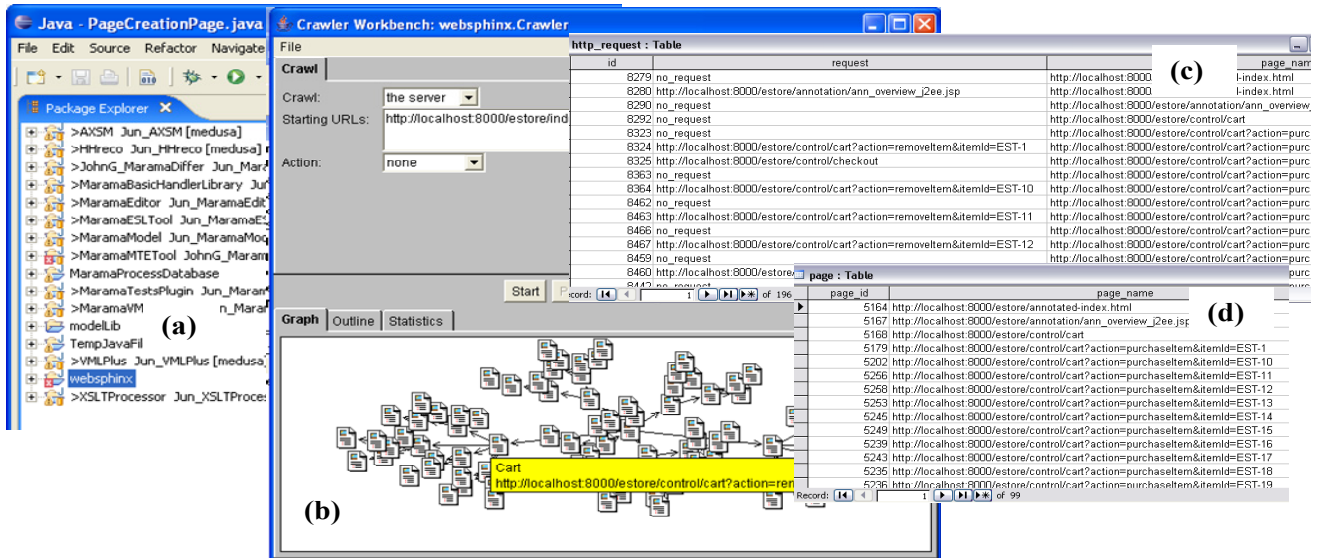 Java - PageCreationPage.java
File Edit Source Refactor Navigate
Package Explorer
>AXSM Jun_AXSM [medusa]
>HHreco Jun_HHreco [medusa]
>JohnG_MaramaDiffer Jun_Mara
>MaramaBasicHandlerLibrary Jun
>MaramaEditor Jun_MaramaEdit
>MaramaESLTool Jun_MaramaES
>MaramaModel Jun_MaramaMod
>MaramaMTETool JohnG_Maram
MaramaProcessDatabase
>MaramaTestsPlugin Jun_Maram
>MaramaVM n_Maram
modelLib
TempJavaFil
>VMLPlus Jun_VMLPlus [medusa]
websphinx
>XSLTProcessor Jun_XSLTProces
(a)
Crawler Workbench: websphinx.Crawler
File
Crawl
Crawl: the server
Starting URLs: http://localhost:8000/estore/ind
Action: none
Start
Graph Outline Statistics
Cart
http://localhost:8000/estore/control/cart?action=rem
(b)
http_request : Table
id request page_nam
8279 no_request http://localhost:8000. d-index.html
8280 http://localhost:8000/estore/annotation/ann_overview_j2ee.jsp http://localhost:8000. l-index.html
8290 no_request http://localhost:8000/estore/annotation/ann_overview_
8292 no_request http://localhost:8000/estore/control/cart
8323 no_request http://localhost:8000/estore/control/cart?action=purc
8324 http://localhost:8000/estore/control/cart?action=removeItem&itemId=EST-1 http://localhost:8000/estore/control/cart?action=purc
8325 http://localhost:8000/estore/control/checkout http://localhost:8000/estore/control/cart?action=purc
8363 no_request http://localhost:8000/estore/control/cart?action=purc
8364 http://localhost:8000/estore/control/cart?action=removeItem&itemId=EST-10 http://localhost:8000/estore/control/cart?action=purc
8462 no_request http://localhost:8000/estore/control/cart?action=purc
8463 http://localhost:8000/estore/control/cart?action=removeItem&itemId=EST-11 http://localhost:8000/estore/control/cart?action=purc
8466 no_request http://localhost:8000/estore/control/cart?action=purc
8467 http://localhost:8000/estore/control/cart?action=removeItem&itemId=EST-12 http://localhost:8000/estore/control/cart?action=purc
8459 no_request http://localhost:8000/estore/control/cart?action=purc
8460 http://localhost:8000/estore/
8442 no_request
cord: 1 of 196
(c)
page : Table
page_id page_name
5164 http://localhost:8000/estore/annotated-index.html
5167 http://localhost:8000/estore/annotation/ann_overview_j2ee.jsp
5168 http://localhost:8000/estore/control/cart
5179 http://localhost:8000/estore/control/cart?action=purchaseItem&itemId=EST-1
5202 http://localhost:8000/estore/control/cart?action=purchaseItem&itemId=EST-10
5256 http://localhost:8000/estore/control/cart?action=purchaseItem&itemId=EST-11
5258 http://localhost:8000/estore/control/cart?action=purchaseItem&itemId=EST-12
5253 http://localhost:8000/estore/control/cart?action=purchaseItem&itemId=EST-13
5245 http://localhost:8000/estore/control/cart?action=purchaseItem&itemId=EST-14
5249 http://localhost:8000/estore/control/cart?action=purchaseItem&itemId=EST-15
5239 http://localhost:8000/estore/control/cart?action=purchaseItem&itemId=EST-16
5243 http://localhost:8000/estore/control/cart?action=purchaseItem&itemId=EST-17
5235 http://localhost:8000/estore/control/cart?action=purchaseItem&itemId=EST-18
5236 http://localhost:8000/estore/control/cart?action=purchaseItem&itemId=EST-19
Record: 1 of 99
(d)